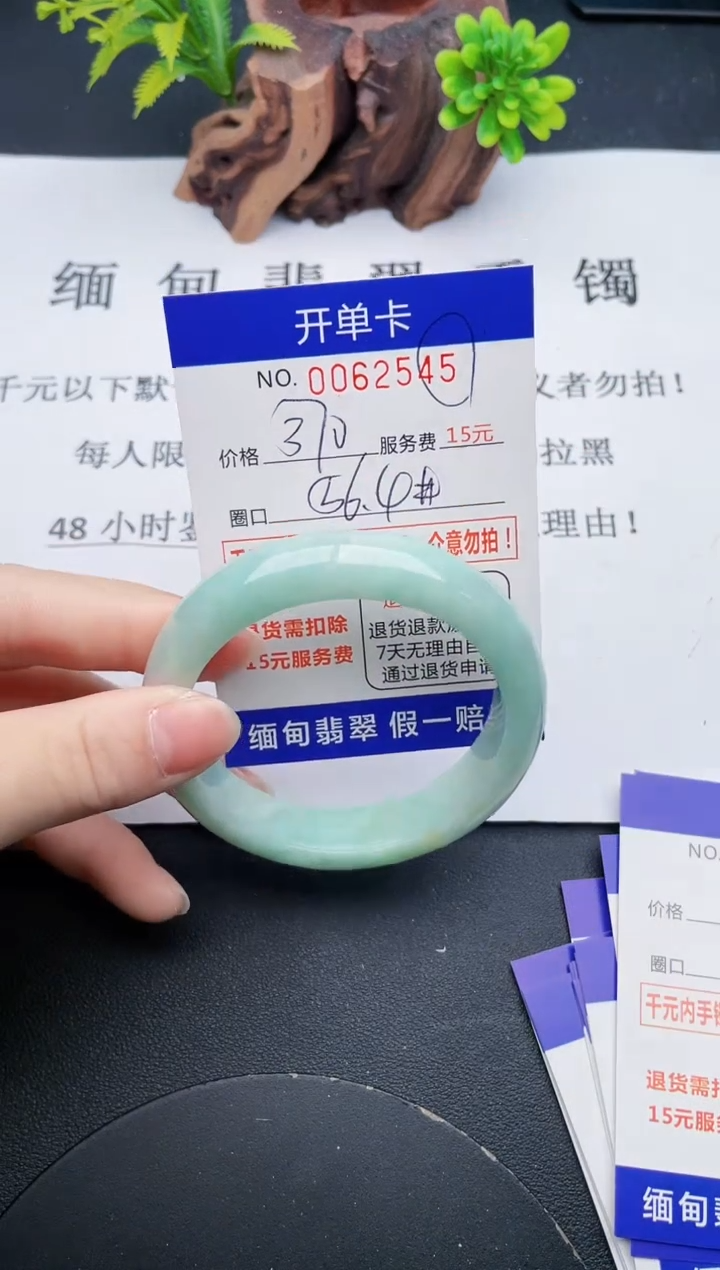 缅甸翡翠手镯
千元以下默
义者勿拍！
每人限
拉黑
48 小时鉴
理由！
开单卡
NO. 0062545
价格 370 服务费 15元
圈口 56.4#
介意勿拍！
退货需扣除
15元服务费
退货退款
7天无理由
通过退货申请
缅甸翡翠 假一赔
NO.
价格
圈口
千元内手镯
退货需扣
15元服务
缅甸翡